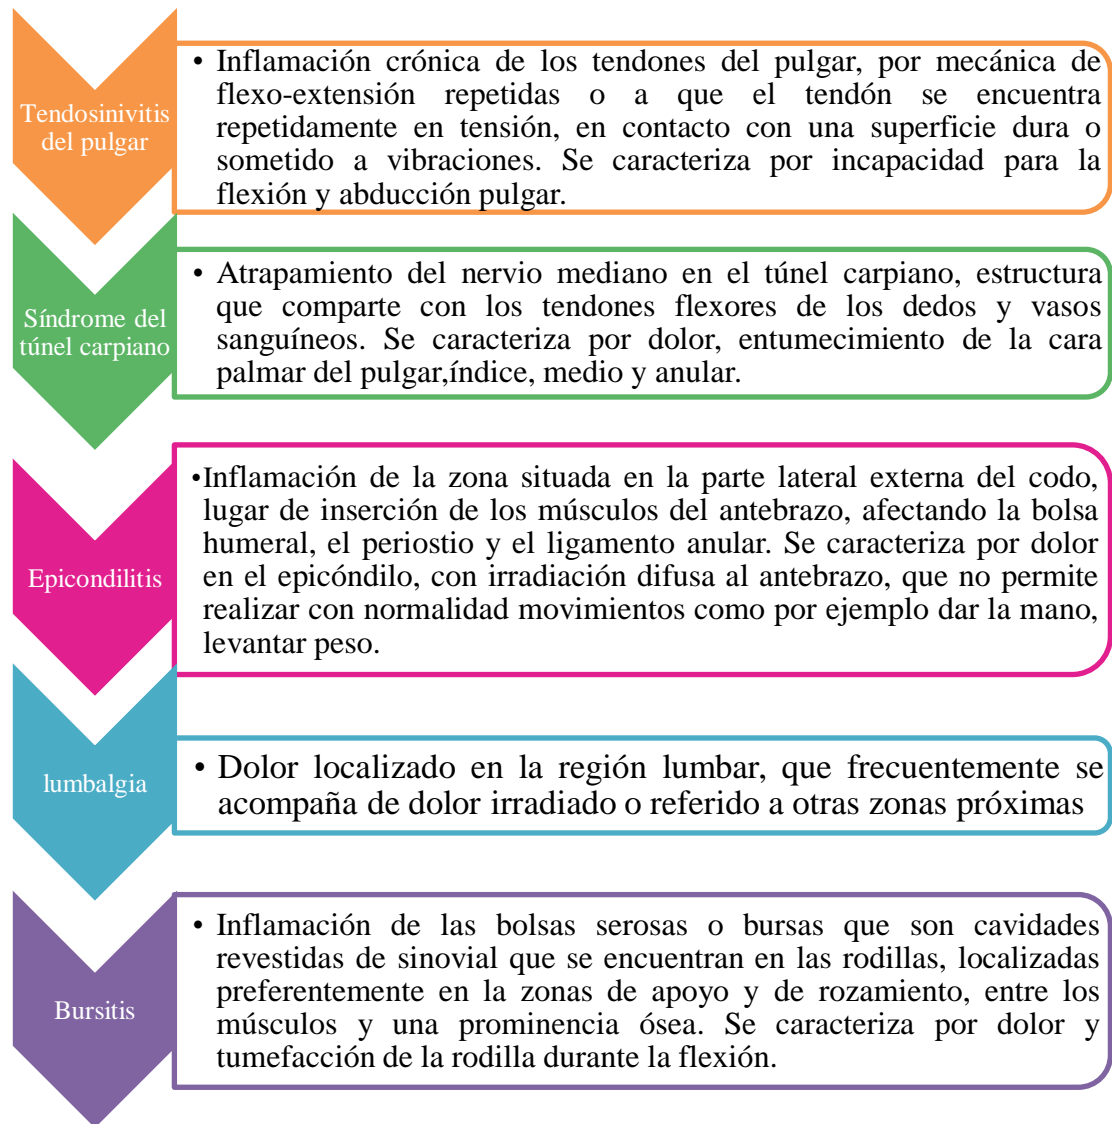 Tendosinivitis
del pulgar
• Inflamación crónica de los tendones del pulgar, por mecánica de
flexo-extensión repetidas o a que el tendón se encuentra
repetidamente en tensión, en contacto con una superficie dura o
sometido a vibraciones. Se caracteriza por incapacidad para la
flexión y abducción pulgar.
Síndrome del
túnel carpiano
• Atrapamiento del nervio mediano en el túnel carpiano, estructura
que comparte con los tendones flexores de los dedos y vasos
sanguíneos. Se caracteriza por dolor, entumecimiento de la cara
palmar del pulgar,índice, medio y anular.
Epicondilitis
•Inflamación de la zona situada en la parte lateral externa del codo,
lugar de inserción de los músculos del antebrazo, afectando la bolsa
humeral, el periostio y el ligamento anular. Se caracteriza por dolor
en el epicóndilo, con irradiación difusa al antebrazo, que no permite
realizar con normalidad movimientos como por ejemplo dar la mano,
levantar peso.
lumbalgia
• Dolor localizado en la región lumbar, que frecuentemente se
acompaña de dolor irradiado o referido a otras zonas próximas
Bursitis
• Inflamación de las bolsas serosas o bursas que son cavidades
revestidas de sinovial que se encuentran en las rodillas, localizadas
preferentemente en la zonas de apoyo y de rozamiento, entre los
músculos y una prominencia ósea. Se caracteriza por dolor y
tumefacción de la rodilla durante la flexión.